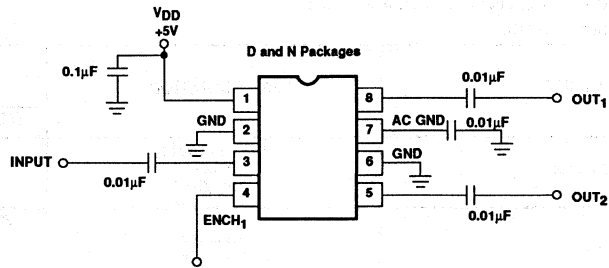 VDD
+5V
D and N Packages
0.1μF
0.01μF
1
8
OUT1
GND
AC GND
0.01μF
2
7
INPUT
3
6
GND
0.01μF
4
5
OUT2
ENCH1
0.01μF